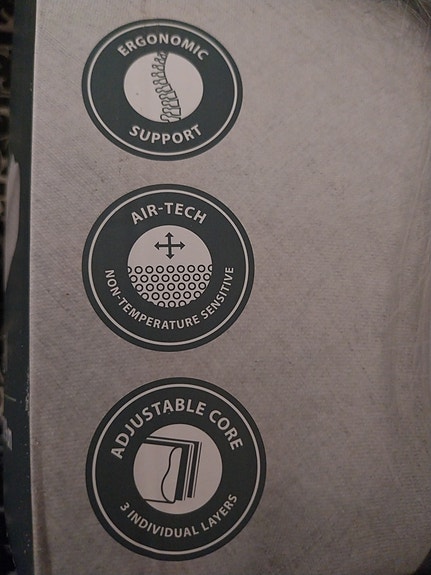 ERGONOMIC
SUPPORT
AIR-TECH
NON-TEMPERATURE SENSITIVE
ADJUSTABLE CORE
3 INDIVIDUAL LAYERS